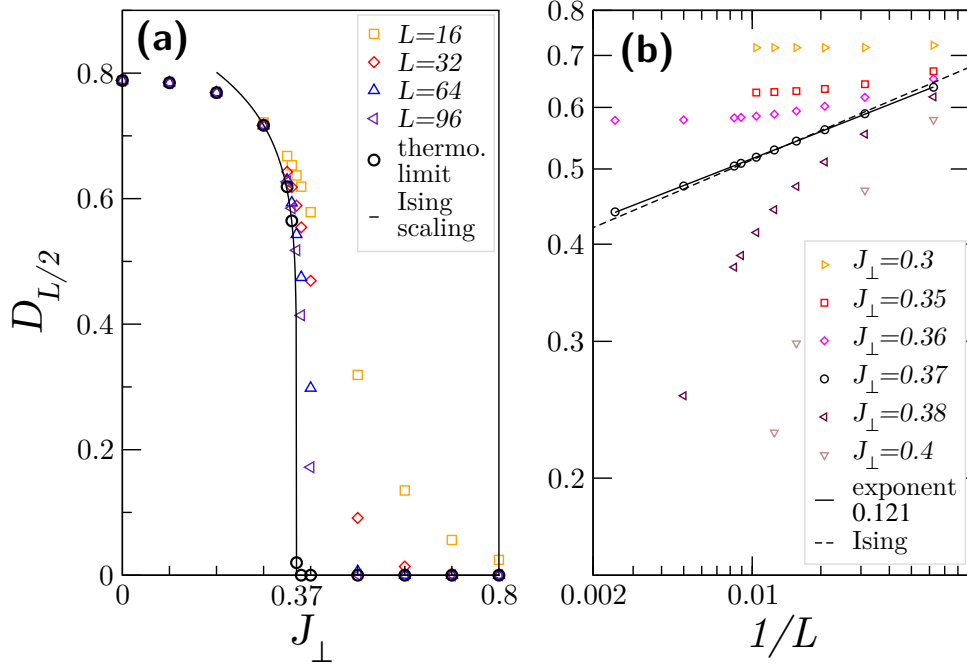 (a)
L=16
L=32
L=64
L=96
thermo.
limit
Ising
scaling
0.8
0.6
0.4
0.2
0
D_{L/2}
0
0.37
0.8
J_⊥
(b)
0.8
0.7
0.6
0.5
0.4
0.3
0.2
J_⊥=0.3
J_⊥=0.35
J_⊥=0.36
J_⊥=0.37
J_⊥=0.38
J_⊥=0.4
exponent
0.121
Ising
0.002
0.01
1/L